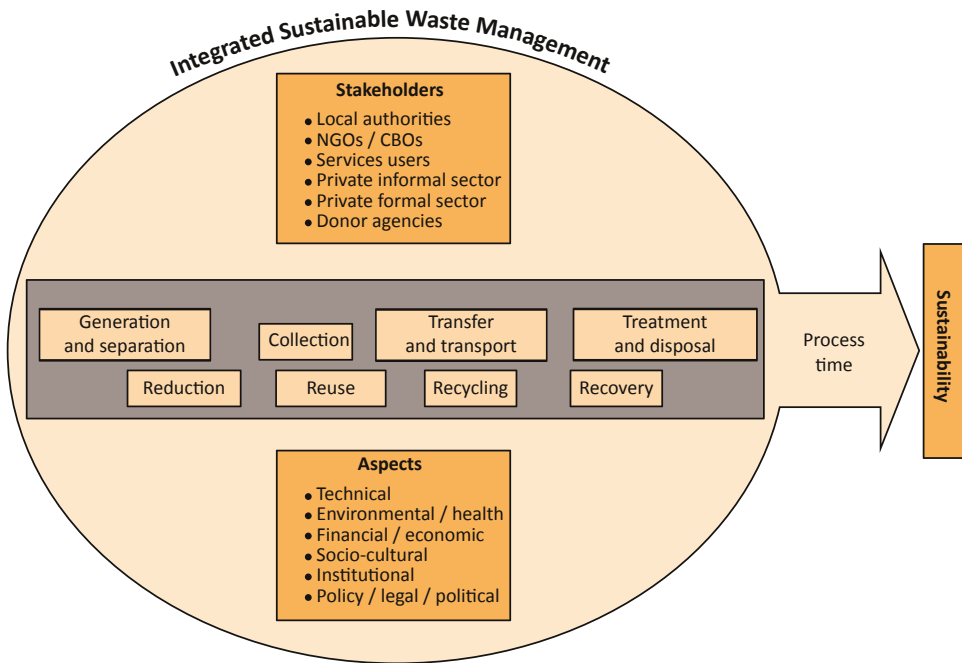 Integrated Sustainable Waste Management
Stakeholders
• Local authorities
• NGOs / CBOs
• Services users
• Private informal sector
• Private formal sector
• Donor agencies
Generation
and separation
Collection
Transfer
and transport
Treatment
and disposal
Reduction
Reuse
Recycling
Recovery
Process
time
Sustainability
Aspects
• Technical
• Environmental / health
• Financial / economic
• Socio-cultural
• Institutional
• Policy / legal / political